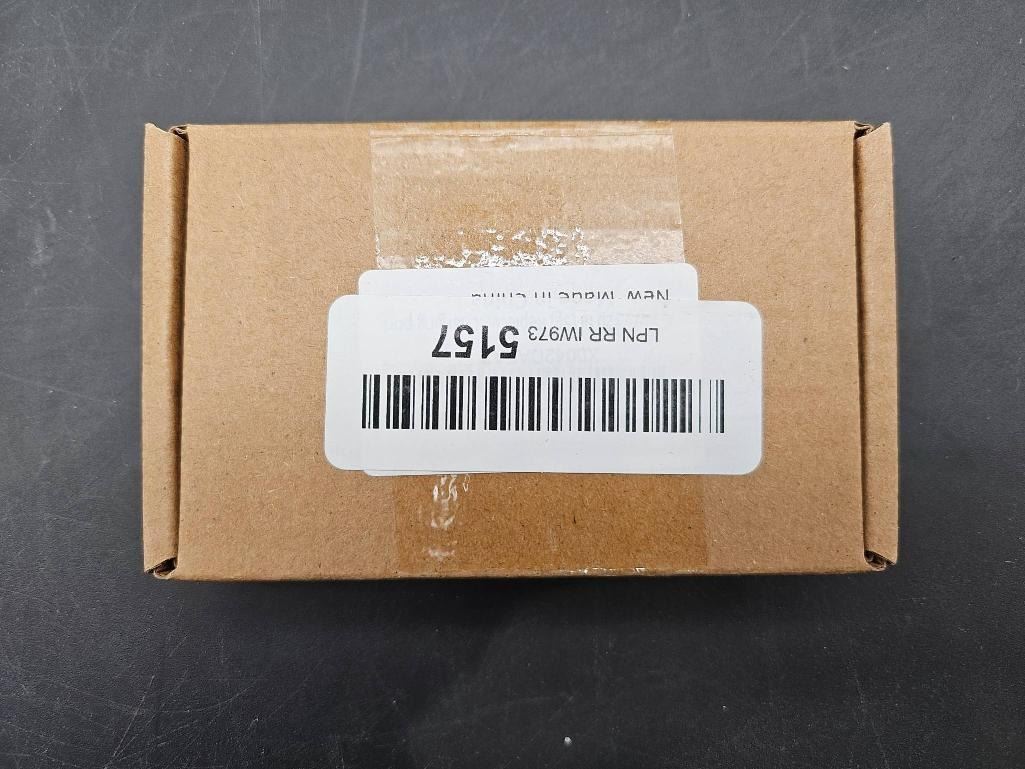 LPN RR IW973 5157
New Made in China